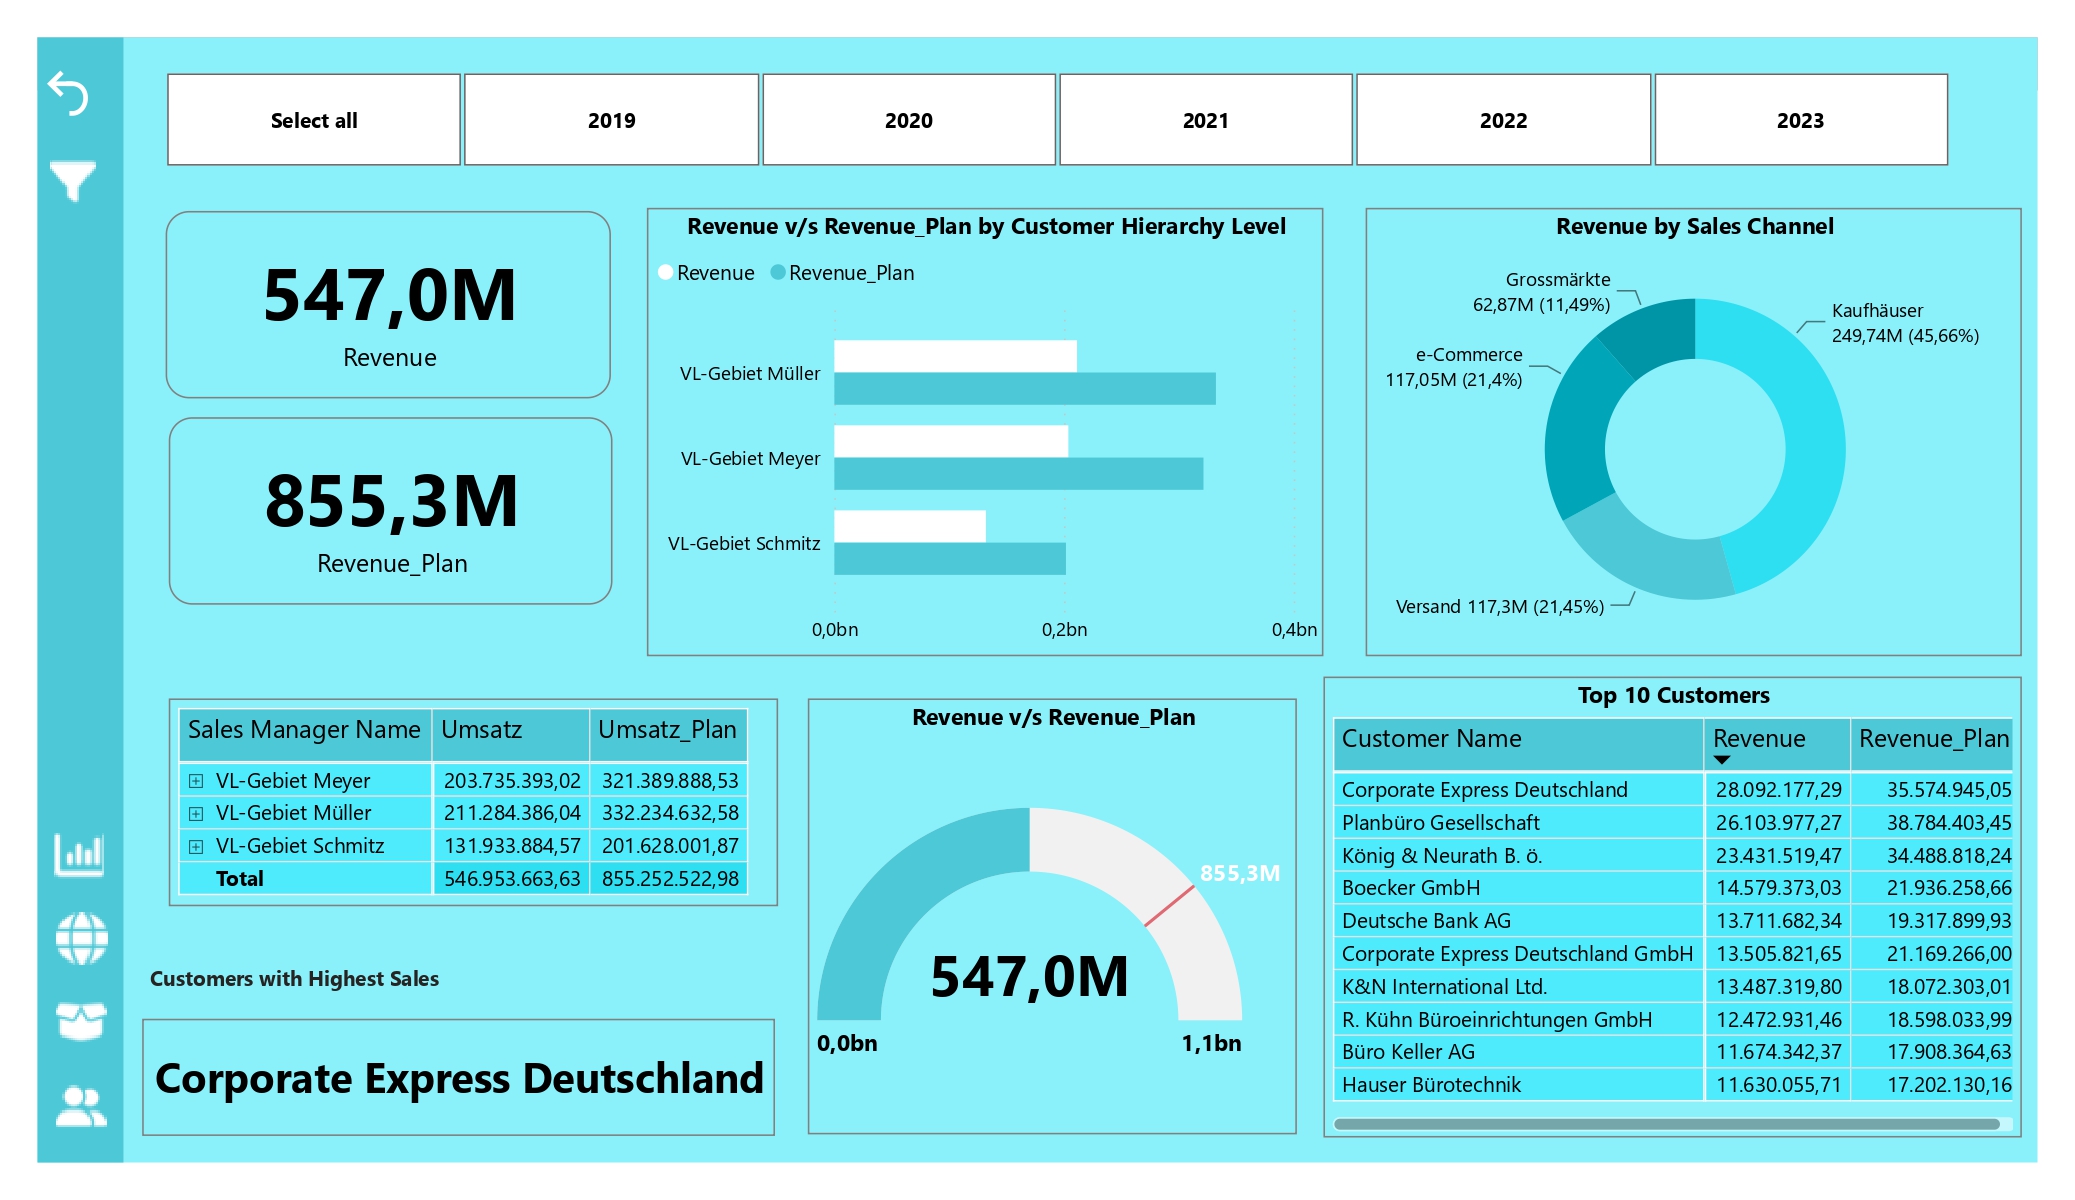 Select all
2019
2020
2021
2022
2023
547,0M
Revenue
855,3M
Revenue_Plan
Revenue v/s Revenue_Plan by Customer Hierarchy Level
Revenue Revenue_Plan
VL-Gebiet Müller
VL-Gebiet Meyer
VL-Gebiet Schmitz
0,0bn 0,2bn 0,4bn
Revenue by Sales Channel
Grossmärkte
62,87M (11,49%)
Kaufhäuser
249,74M (45,66%)
e-Commerce
117,05M (21,4%)
Versand 117,3M (21,45%)
Sales Manager Name Umsatz Umsatz_Plan
VL-Gebiet Meyer 203.735.393,02 321.389.888,53
VL-Gebiet Müller 211.284.386,04 332.234.632,58
VL-Gebiet Schmitz 131.933.884,57 201.628.001,87
Total 546.953.663,63 855.252.522,98
Customers with Highest Sales
Corporate Express Deutschland
Revenue v/s Revenue_Plan
855,3M
547,0M
0,0bn 1,1bn
Top 10 Customers
Customer Name Revenue Revenue_Plan
Corporate Express Deutschland 28.092.177,29 35.574.945,05
Planbüro Gesellschaft 26.103.977,27 38.784.403,45
König & Neurath B. ö. 23.431.519,47 34.488.818,24
Boecker GmbH 14.579.373,03 21.936.258,66
Deutsche Bank AG 13.711.682,34 19.317.899,93
Corporate Express Deutschland GmbH 13.505.821,65 21.169.266,00
K&N International Ltd. 13.487.319,80 18.072.303,01
R. Kühn Büroeinrichtungen GmbH 12.472.931,46 18.598.033,99
Büro Keller AG 11.674.342,37 17.908.364,63
Hauser Bürotechnik 11.630.055,71 17.202.130,16